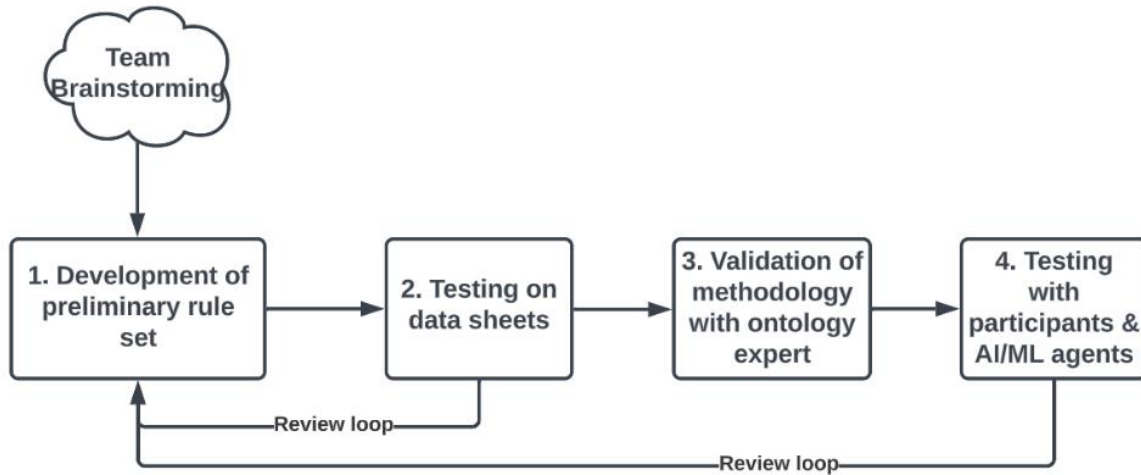 Team
Brainstorming
1. Development of
preliminary rule
set
2. Testing on
data sheets
3. Validation of
methodology
with ontology
expert
4. Testing
with
participants &
AI/ML agents
Review loop
Review loop